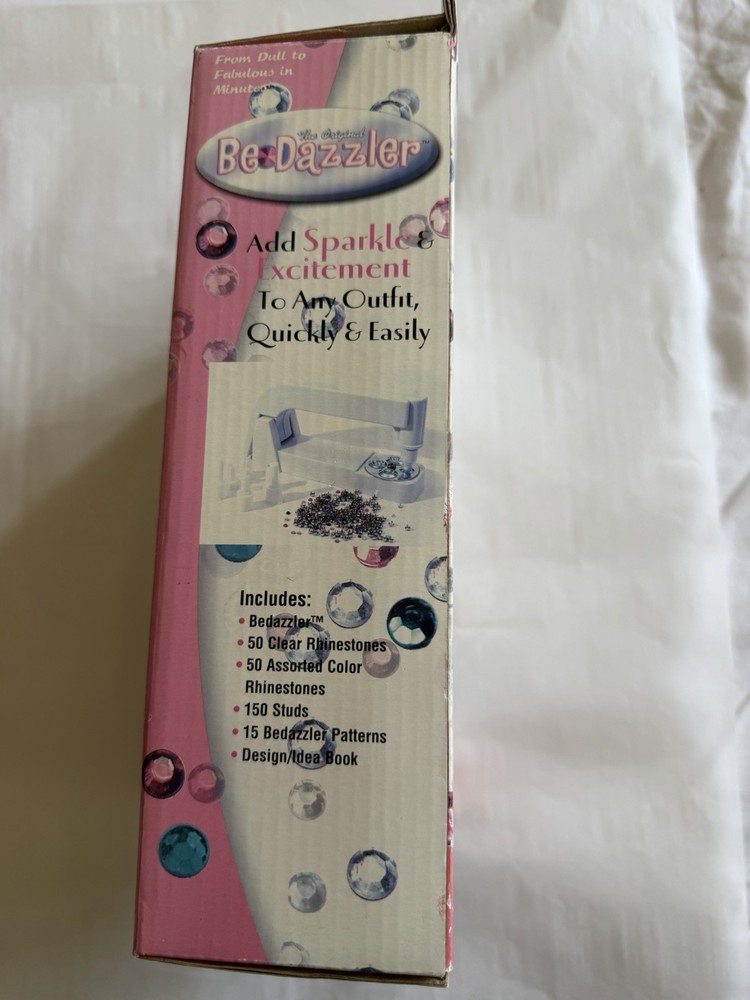 From Dull to
Fabulous in
Minutes!
The Original
Be Dazzler™
Add Sparkle &
Excitement
To Any Outfit,
Quickly & Easily
Includes:
• Bedazzler™
• 50 Clear Rhinestones
• 50 Assorted Color
Rhinestones
• 150 Studs
• 15 Bedazzler Patterns
• Design/Idea Book